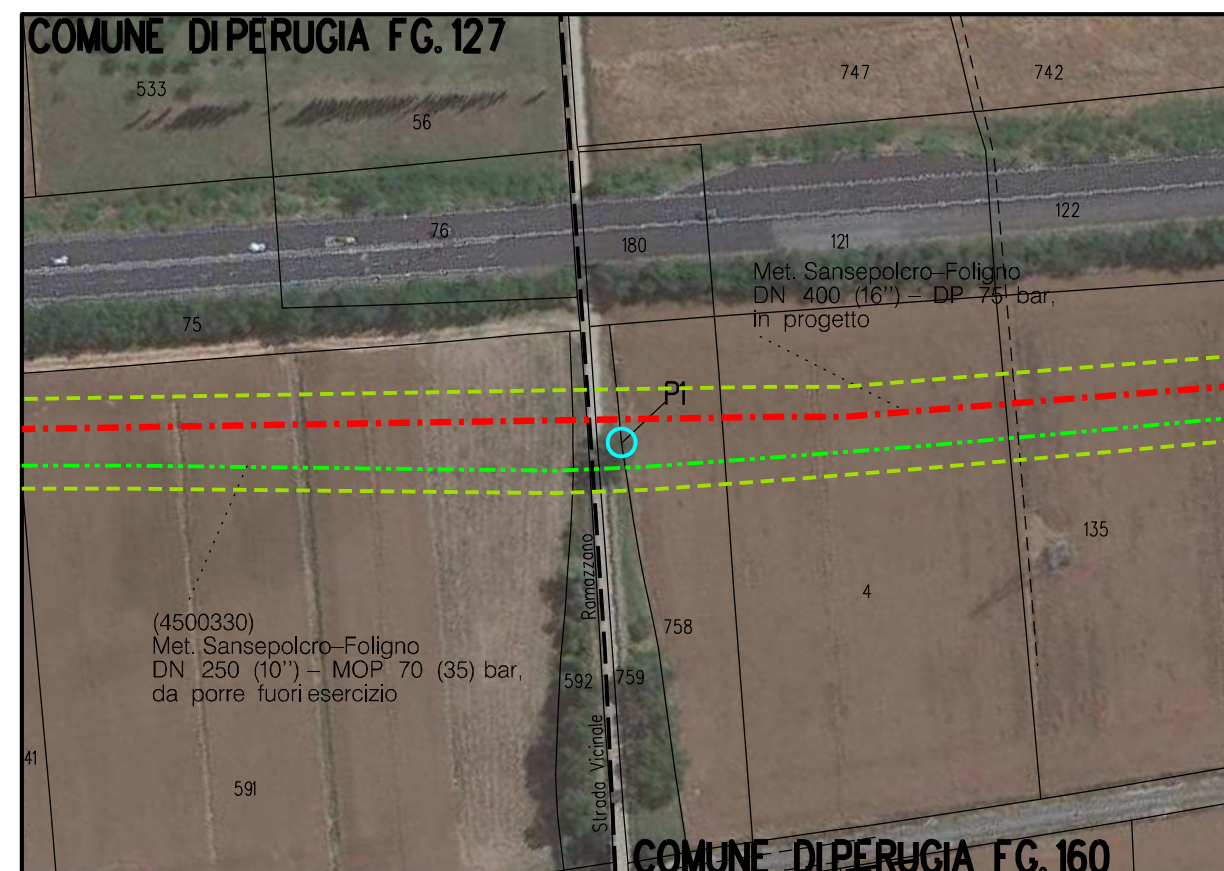 COMUNE DI PERUGIA FG. 127
533
56
747
742
76
180
121
122
75
Met. Sansepolcro–Foligno
DN 400 (16'') – DP 75 bar,
in progetto
P1
135
4
758
(4500330)
Met. Sansepolcro–Foligno
DN 250 (10'') – MOP 70 (35) bar,
da porre fuori esercizio
592
759
Strada Vicinale Ramazzano
41
591
COMUNE DI PERUGIA FG. 160